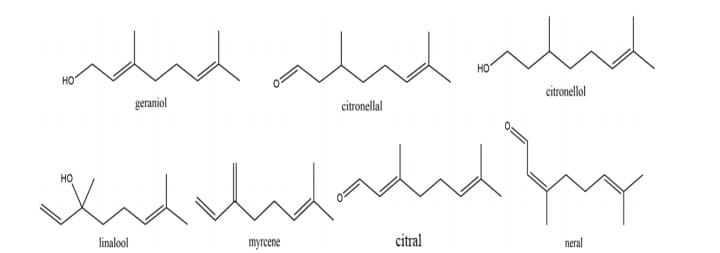 HO
geraniol
O
citronellal
HO
citronellol
HO
linalool
myrcene
O
citral
O
neral